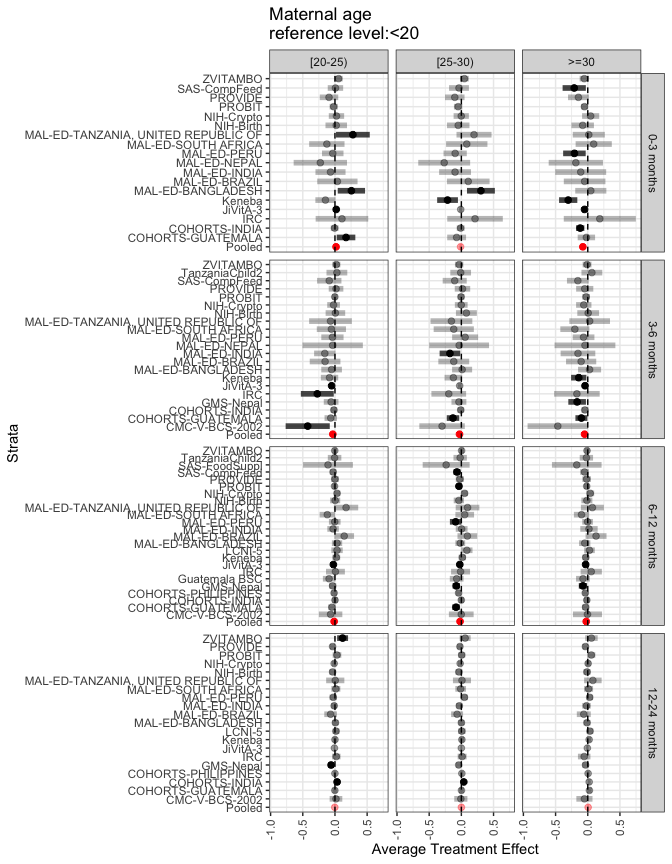 Maternal age
reference level:<20
[20-25)
[25-30)
>=30
ZVITAMBO
SAS-CompFeed
PROVIDE
PROBIT
NIH-Crypto
NIH-Birth
MAL-ED-TANZANIA, UNITED REPUBLIC OF
MAL-ED-SOUTH AFRICA
MAL-ED-PERU
MAL-ED-NEPAL
MAL-ED-INDIA
MAL-ED-BRAZIL
MAL-ED-BANGLADESH
Keneba
JiVitA-3
IRC
COHORTS-INDIA
COHORTS-GUATEMALA
Pooled
0-3 months
ZVITAMBO
TanzaniaChild2
SAS-CompFeed
PROVIDE
PROBIT
NIH-Crypto
NIH-Birth
MAL-ED-TANZANIA, UNITED REPUBLIC OF
MAL-ED-SOUTH AFRICA
MAL-ED-PERU
MAL-ED-NEPAL
MAL-ED-INDIA
MAL-ED-BRAZIL
MAL-ED-BANGLADESH
Keneba
JiVitA-3
IRC
GMS-Nepal
COHORTS-INDIA
COHORTS-GUATEMALA
CMC-V-BCS-2002
Pooled
3-6 months
ZVITAMBO
TanzaniaChild2
SAS-FoodSuppl
SAS-CompFeed
PROVIDE
PROBIT
NIH-Crypto
NIH-Birth
MAL-ED-TANZANIA, UNITED REPUBLIC OF
MAL-ED-SOUTH AFRICA
MAL-ED-PERU
MAL-ED-INDIA
MAL-ED-BRAZIL
MAL-ED-BANGLADESH
LCNI-5
Keneba
JiVitA-3
IRC
Guatemala BSC
GMS-Nepal
COHORTS-PHILIPPINES
COHORTS-INDIA
COHORTS-GUATEMALA
CMC-V-BCS-2002
Pooled
6-12 months
ZVITAMBO
PROVIDE
PROBIT
NIH-Crypto
NIH-Birth
MAL-ED-TANZANIA, UNITED REPUBLIC OF
MAL-ED-SOUTH AFRICA
MAL-ED-PERU
MAL-ED-INDIA
MAL-ED-BRAZIL
MAL-ED-BANGLADESH
LCNI-5
Keneba
JiVitA-3
IRC
GMS-Nepal
COHORTS-PHILIPPINES
COHORTS-INDIA
COHORTS-GUATEMALA
CMC-V-BCS-2002
Pooled
12-24 months
Strata
-1.0 -0.5 0.0 0.5
-1.0 -0.5 0.0 0.5
-1.0 -0.5 0.0 0.5
Average Treatment Effect